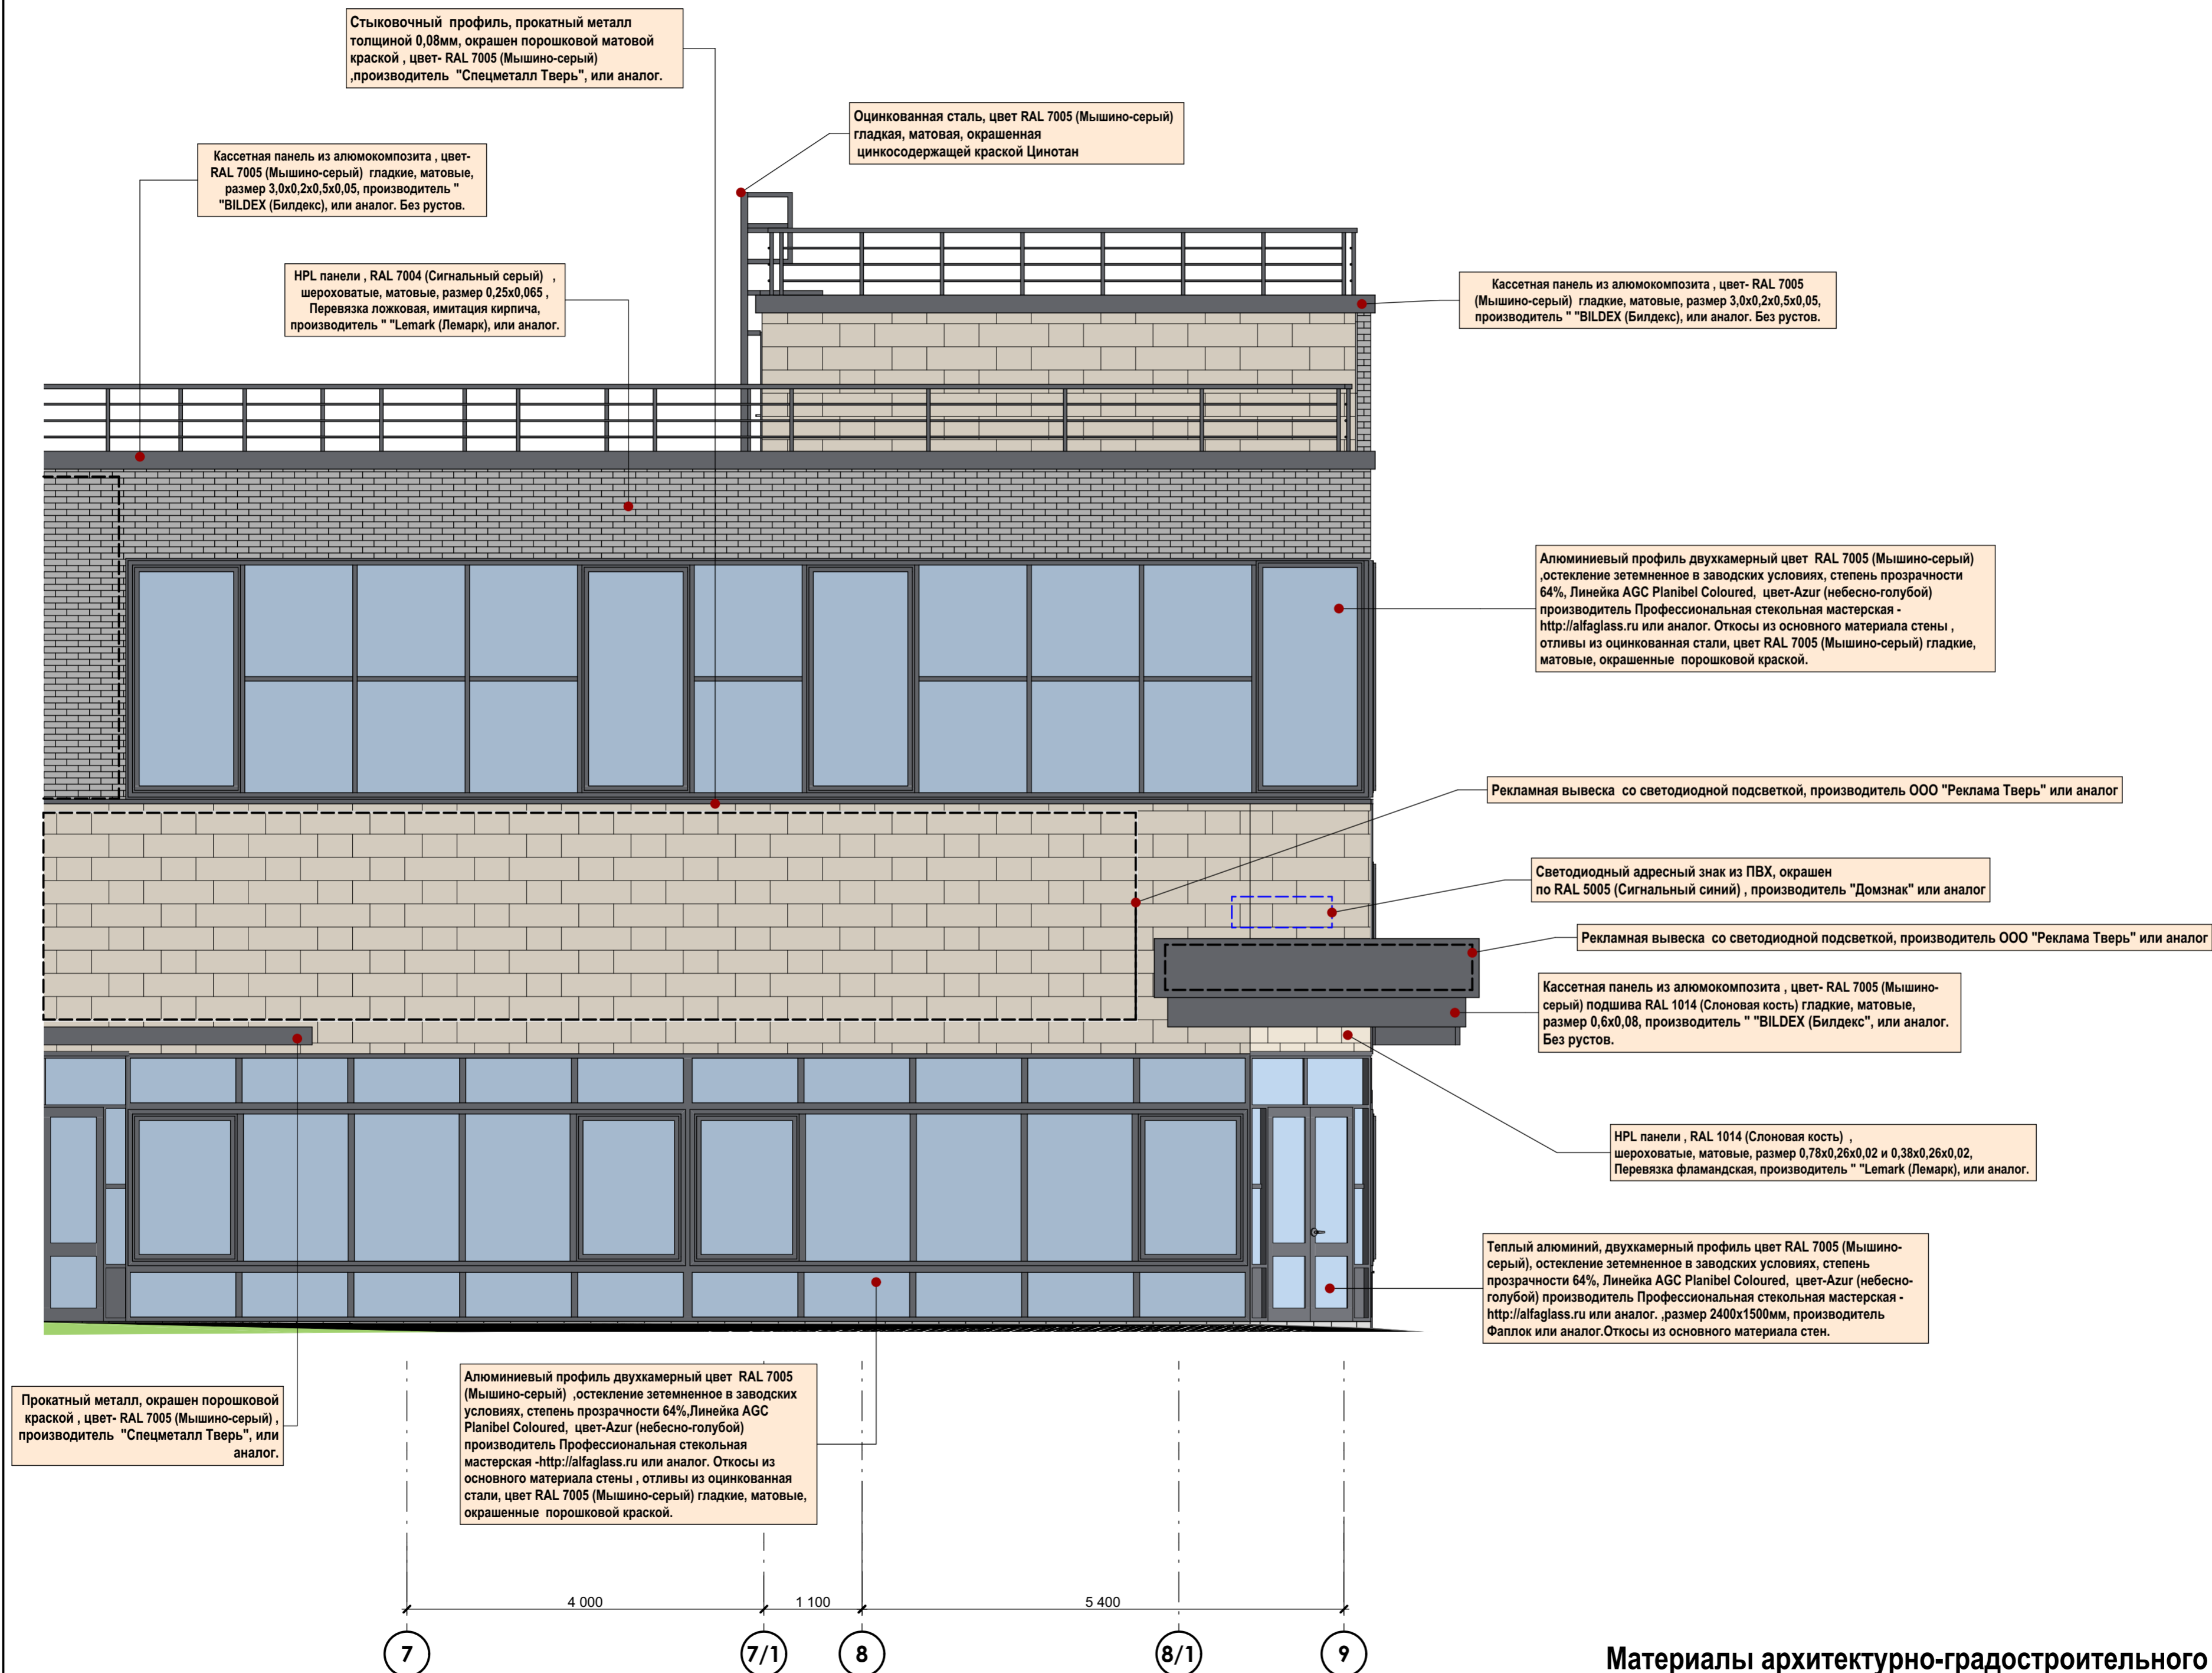 Стыковочный профиль, прокатный металл
толщиной 0,08мм, окрашен порошковой матовой
краской , цвет- RAL 7005 (Мышино-серый)
,производитель "Спецметалл Тверь", или аналог.
Оцинкованная сталь, цвет RAL 7005 (Мышино-серый)
гладкая, матовая, окрашенная
цинкосодержащей краской Цинотан
Кассетная панель из алюмокомпозита , цвет-
RAL 7005 (Мышино-серый) гладкие, матовые,
размер 3,0х0,2х0,5х0,05, производитель "
"BILDEX (Билдекс), или аналог. Без рустов.
HPL панели , RAL 7004 (Сигнальный серый) ,
шероховатые, матовые, размер 0,25х0,065 ,
Перевязка ложковая, имитация кирпича,
производитель " "Lemark (Лемарк), или аналог.
Кассетная панель из алюмокомпозита , цвет- RAL 7005
(Мышино-серый) гладкие, матовые, размер 3,0х0,2х0,5х0,05,
производитель " "BILDEX (Билдекс), или аналог. Без рустов.
Алюминиевый профиль двухкамерный цвет RAL 7005 (Мышино-серый)
,остекление зетемненное в заводских условиях, степень прозрачности
64%, Линейка AGC Planibel Coloured, цвет-Azur (небесно-голубой)
производитель Профессиональная стекольная мастерская -
http://alfaglass.ru или аналог. Откосы из основного материала стены ,
отливы из оцинкованной стали, цвет RAL 7005 (Мышино-серый) гладкие,
матовые, окрашенные порошковой краской.
Рекламная вывеска со светодиодной подсветкой, производитель ООО "Реклама Тверь" или аналог
Светодиодный адресный знак из ПВХ, окрашен
по RAL 5005 (Сигнальный синий) , производитель "Домзнак" или аналог
Рекламная вывеска со светодиодной подсветкой, производитель ООО "Реклама Тверь" или аналог
Кассетная панель из алюмокомпозита , цвет- RAL 7005 (Мышино-
серый) подшива RAL 1014 (Слоновая кость) гладкие, матовые,
размер 0,6х0,08, производитель " "BILDEX (Билдекс", или аналог.
Без рустов.
HPL панели , RAL 1014 (Слоновая кость) ,
шероховатые, матовые, размер 0,78х0,26х0,02 и 0,38х0,26х0,02,
Перевязка фламандская, производитель " "Lemark (Лемарк), или аналог.
Теплый алюминий, двухкамерный профиль цвет RAL 7005 (Мышино-
серый), остекление зетемненное в заводских условиях, степень
прозрачности 64%, Линейка AGC Planibel Coloured, цвет-Azur (небесно-
голубой) производитель Профессиональная стекольная мастерская -
http://alfaglass.ru или аналог. ,размер 2400х1500мм, производитель
Фаплок или аналог.Откосы из основного материала стен.
Прокатный металл, окрашен порошковой
краской , цвет- RAL 7005 (Мышино-серый) ,
производитель "Спецметалл Тверь", или
аналог.
Алюминиевый профиль двухкамерный цвет RAL 7005
(Мышино-серый) ,остекление зетемненное в заводских
условиях, степень прозрачности 64%,Линейка AGC
Planibel Coloured, цвет-Azur (небесно-голубой)
производитель Профессиональная стекольная
мастерская -http://alfaglass.ru или аналог. Откосы из
основного материала стены , отливы из оцинкованная
стали, цвет RAL 7005 (Мышино-серый) гладкие, матовые,
окрашенные порошковой краской.
4 000 1 100 5 400
7 7/1 8 8/1 9
Материалы архитектурно-градостроительного